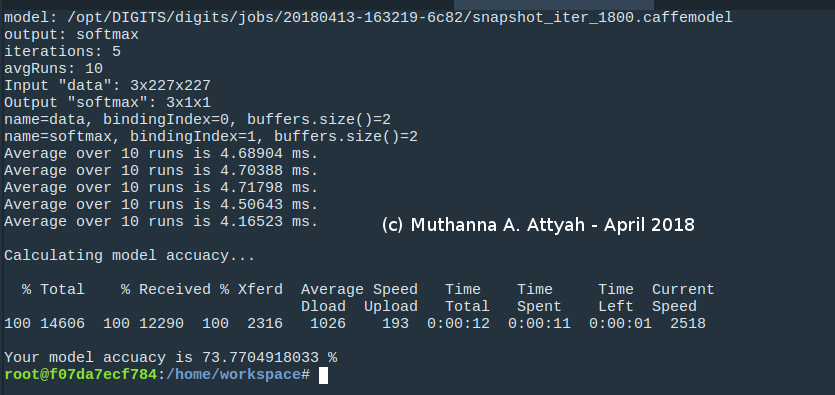 model: /opt/DIGITS/digits/jobs/20180413-163219-6c82/snapshot_iter_1800.caffemodel
output: softmax
iterations: 5
avgRuns: 10
Input "data": 3x227x227
Output "softmax": 3x1x1
name=data, bindingIndex=0, buffers.size()=2
name=softmax, bindingIndex=1, buffers.size()=2
Average over 10 runs is 4.68904 ms.
Average over 10 runs is 4.70388 ms.
Average over 10 runs is 4.71798 ms.
Average over 10 runs is 4.50643 ms.
Average over 10 runs is 4.16523 ms.
(c) Muthanna A. Attyah - April 2018
Calculating model accuacy...
% Total % Received % Xferd Average Speed Time Time Time Current
Dload Upload Total Spent Left Speed
100 14606 100 12290 100 2316 1026 193 0:00:12 0:00:11 0:00:01 2518
Your model accuacy is 73.7704918033 %
root@f07da7ecf784:/home/workspace#